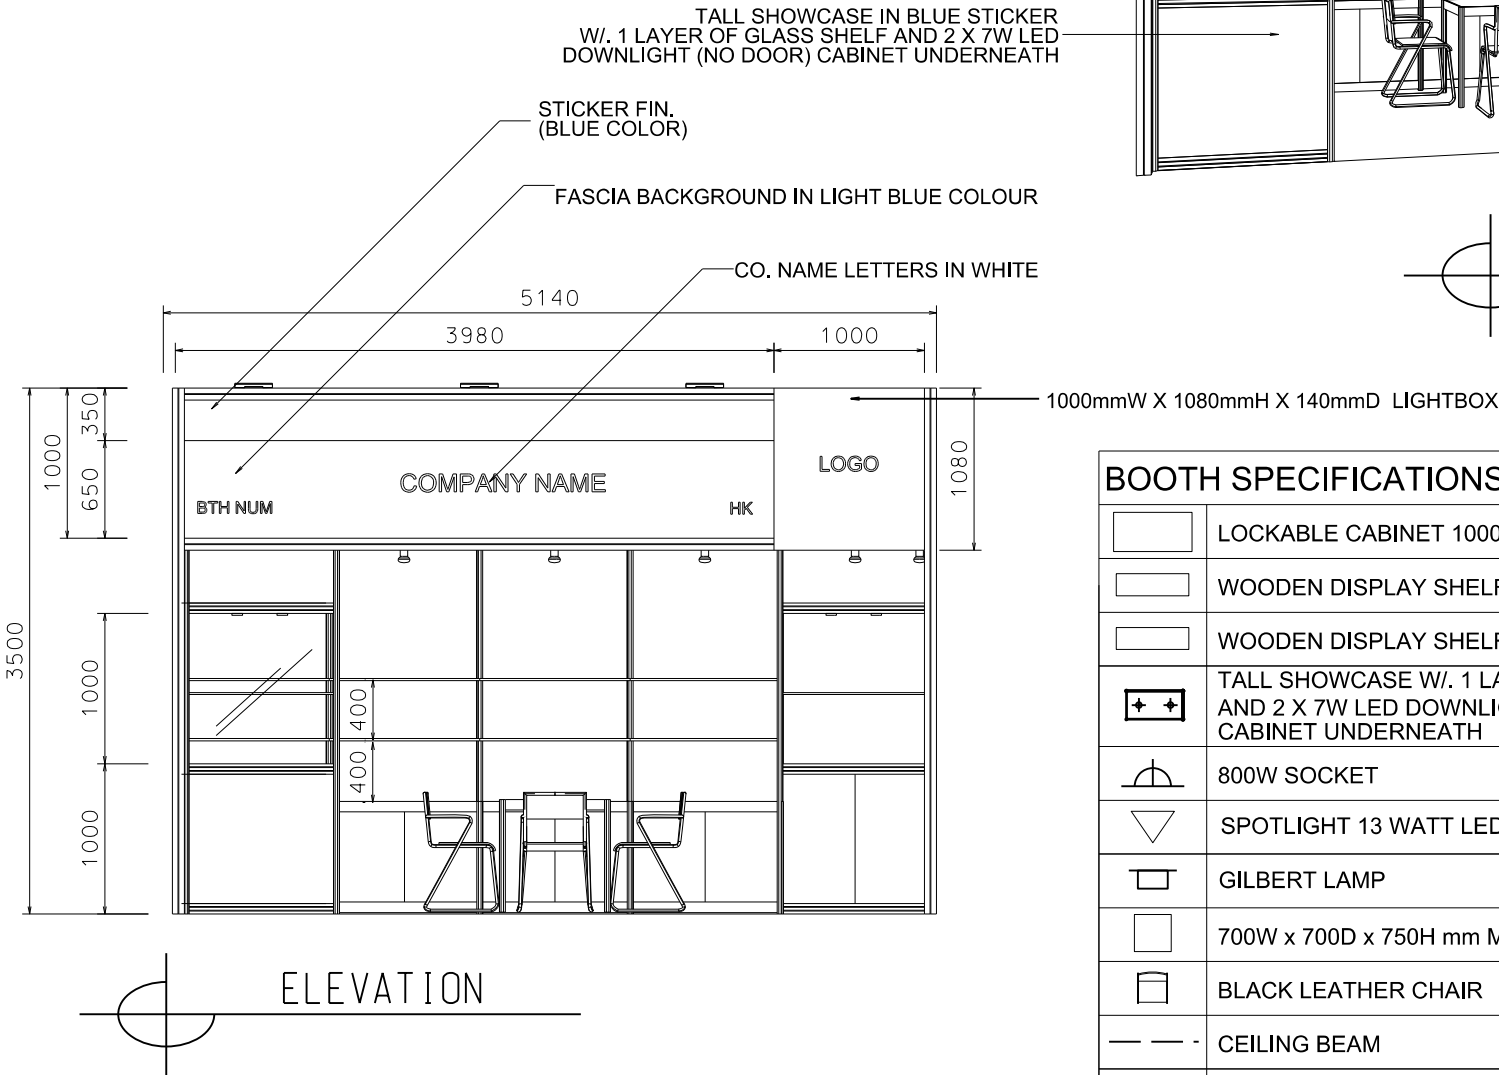 TALL SHOWCASE IN BLUE STICKER
W/. 1 LAYER OF GLASS SHELF AND 2 X 7W LED
DOWNLIGHT (NO DOOR) CABINET UNDERNEATH
STICKER FIN.
(BLUE COLOR)
FASCIA BACKGROUND IN LIGHT BLUE COLOUR
CO. NAME LETTERS IN WHITE
5140
3980
1000
1000mmW X 1080mmH X 140mmD LIGHTBOX
350
1000
650
1080
COMPANY NAME
LOGO
BTH NUM
HK
3500
1000
400
400
1000
ELEVATION
BOOTH SPECIFICATIONS
LOCKABLE CABINET 1000
WOODEN DISPLAY SHELF
WOODEN DISPLAY SHELF
TALL SHOWCASE W/. 1 LA
AND 2 X 7W LED DOWNLI
CABINET UNDERNEATH
800W SOCKET
SPOTLIGHT 13 WATT LED
GILBERT LAMP
700W x 700D x 750H mm M
BLACK LEATHER CHAIR
CEILING BEAM